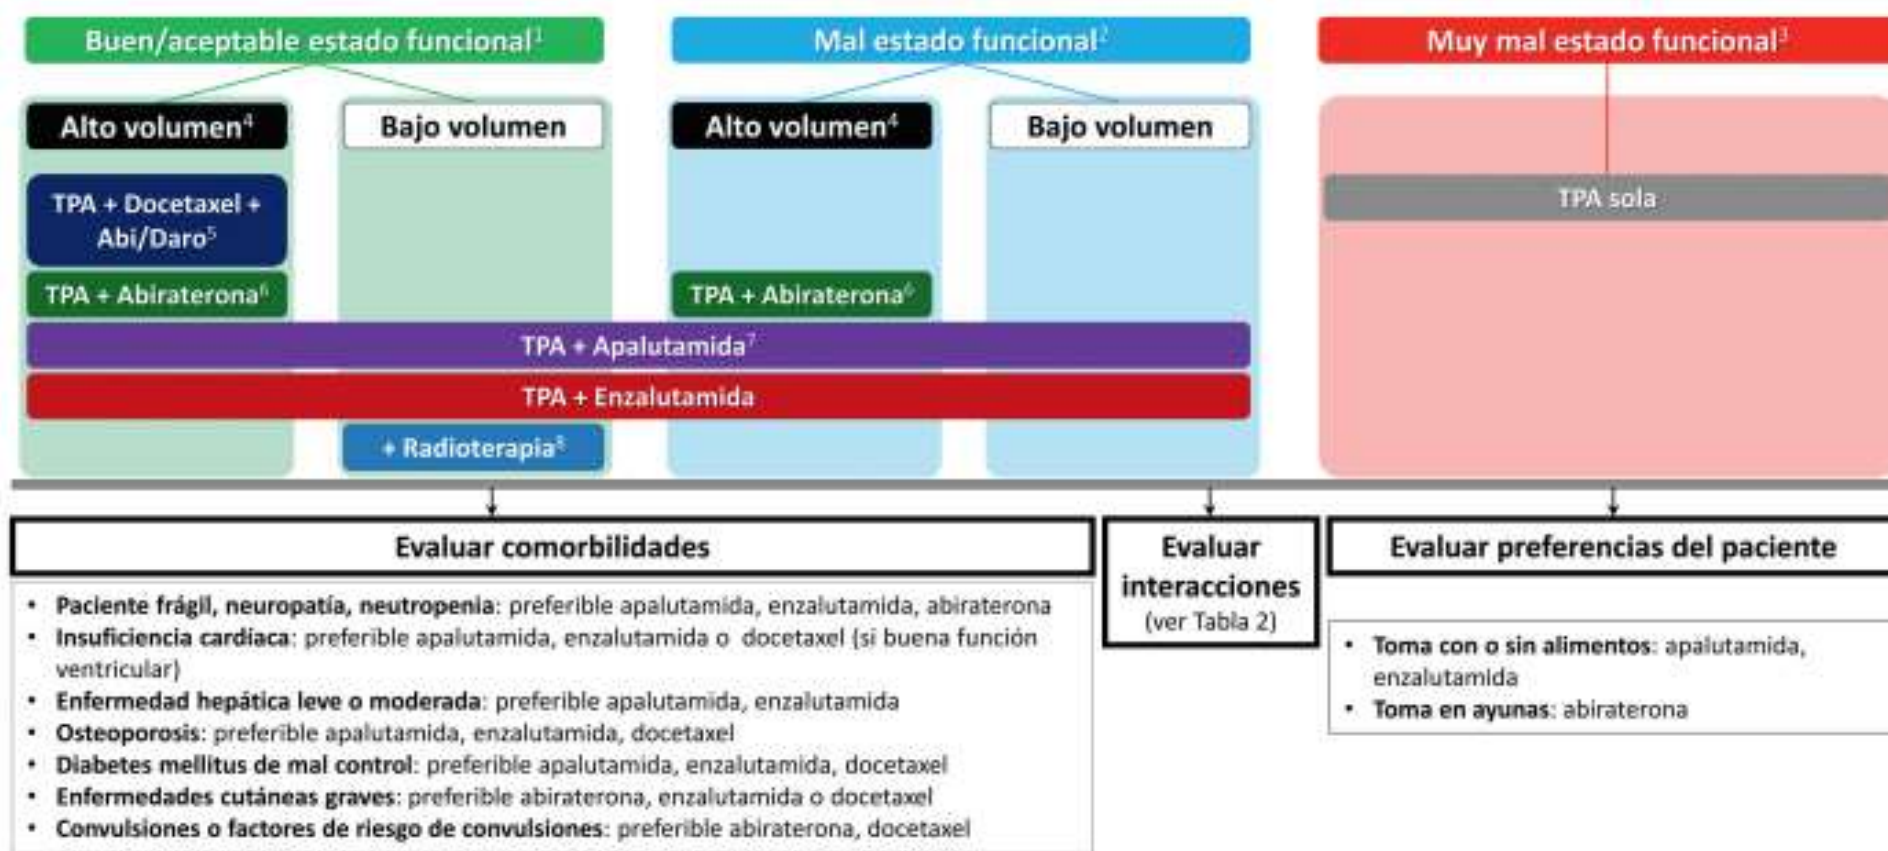 Buen/aceptable estado funcional¹
Mal estado funcional²
Muy mal estado funcional³
Alto volumen⁴
Bajo volumen
Alto volumen⁴
Bajo volumen
TPA + Docetaxel +
Abi/Daro⁵
TPA sola
TPA + Abiraterona⁶
TPA + Abiraterona⁶
TPA + Apalutamida⁷
TPA + Enzalutamida
+ Radioterapia⁸
Evaluar comorbilidades
• Paciente frágil, neuropatía, neutropenia: preferible apalutamida, enzalutamida, abiraterona
• Insuficiencia cardíaca: preferible apalutamida, enzalutamida o docetaxel (si buena función
ventricular)
• Enfermedad hepática leve o moderada: preferible apalutamida, enzalutamida
• Osteoporosis: preferible apalutamida, enzalutamida, docetaxel
• Diabetes mellitus de mal control: preferible apalutamida, enzalutamida, docetaxel
• Enfermedades cutáneas graves: preferible abiraterona, enzalutamida o docetaxel
• Convulsiones o factores de riesgo de convulsiones: preferible abiraterona, docetaxel
Evaluar
interacciones
(ver Tabla 2)
Evaluar preferencias del paciente
• Toma con o sin alimentos: apalutamida,
enzalutamida
• Toma en ayunas: abiraterona